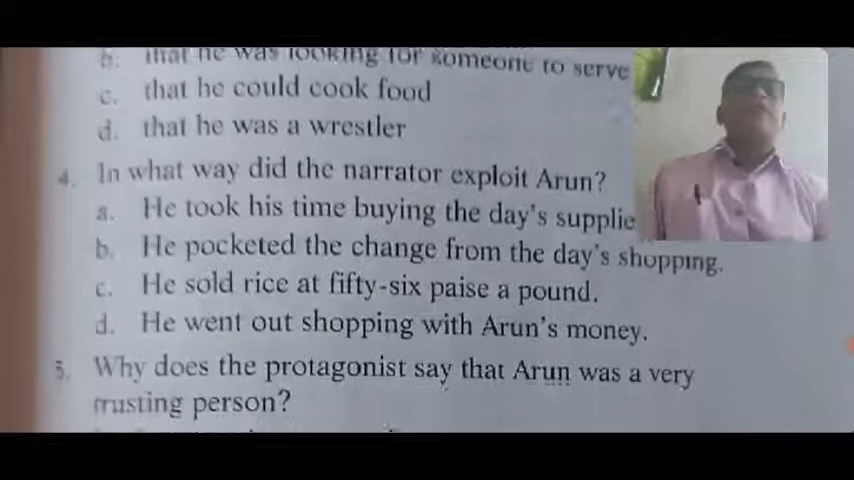 b. that he was looking for someone to serve
c. that he could cook food
d. that he was a wrestler
4. In what way did the narrator exploit Arun?
a. He took his time buying the day's supplie
b. He pocketed the change from the day's shopping.
c. He sold rice at fifty-six paise a pound.
d. He went out shopping with Arun's money.
5. Why does the protagonist say that Arun was a very
trusting person?